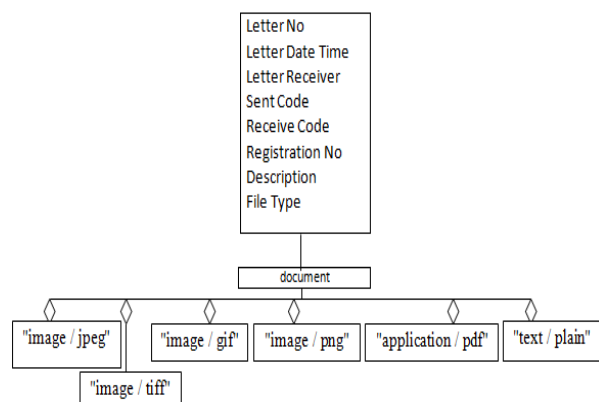 Letter No
Letter Date Time
Letter Receiver
Sent Code
Receive Code
Registration No
Description
File Type
document
"image / jpeg"
"image / gif"
"image / png"
"application / pdf"
"text / plain"
"image / tiff"